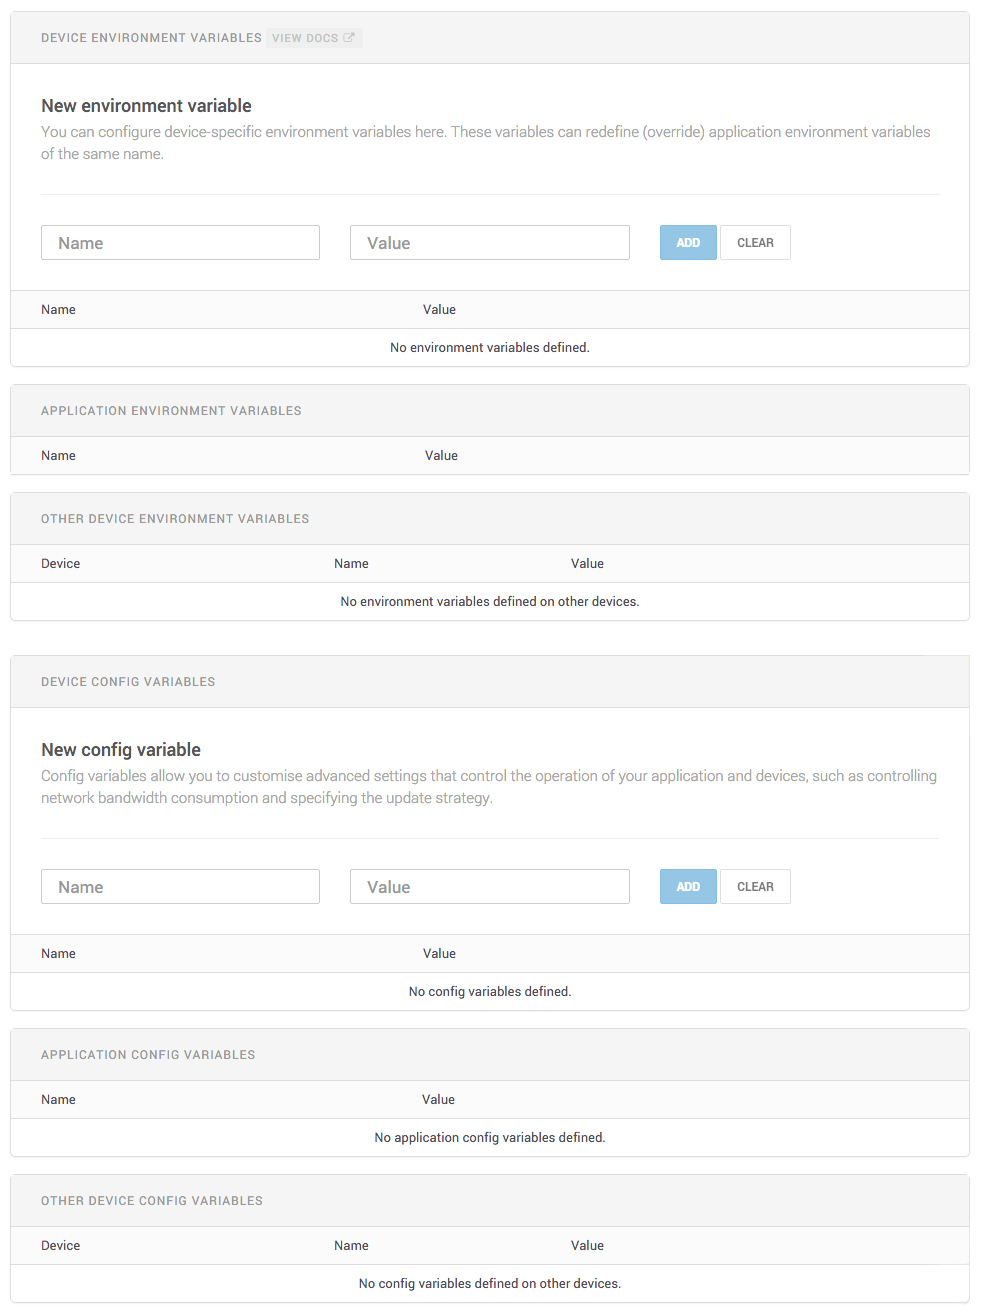 DEVICE ENVIRONMENT VARIABLES VIEW DOCS
New environment variable
You can configure device-specific environment variables here. These variables can redefine (override) application environment variables
of the same name.
Name Value ADD CLEAR
Name Value
No environment variables defined.
APPLICATION ENVIRONMENT VARIABLES
Name Value
OTHER DEVICE ENVIRONMENT VARIABLES
Device Name Value
No environment variables defined on other devices.
DEVICE CONFIG VARIABLES
New config variable
Config variables allow you to customise advanced settings that control the operation of your application and devices, such as controlling
network bandwidth consumption and specifying the update strategy.
Name Value ADD CLEAR
Name Value
No config variables defined.
APPLICATION CONFIG VARIABLES
Name Value
No application config variables defined.
OTHER DEVICE CONFIG VARIABLES
Device Name Value
No config variables defined on other devices.